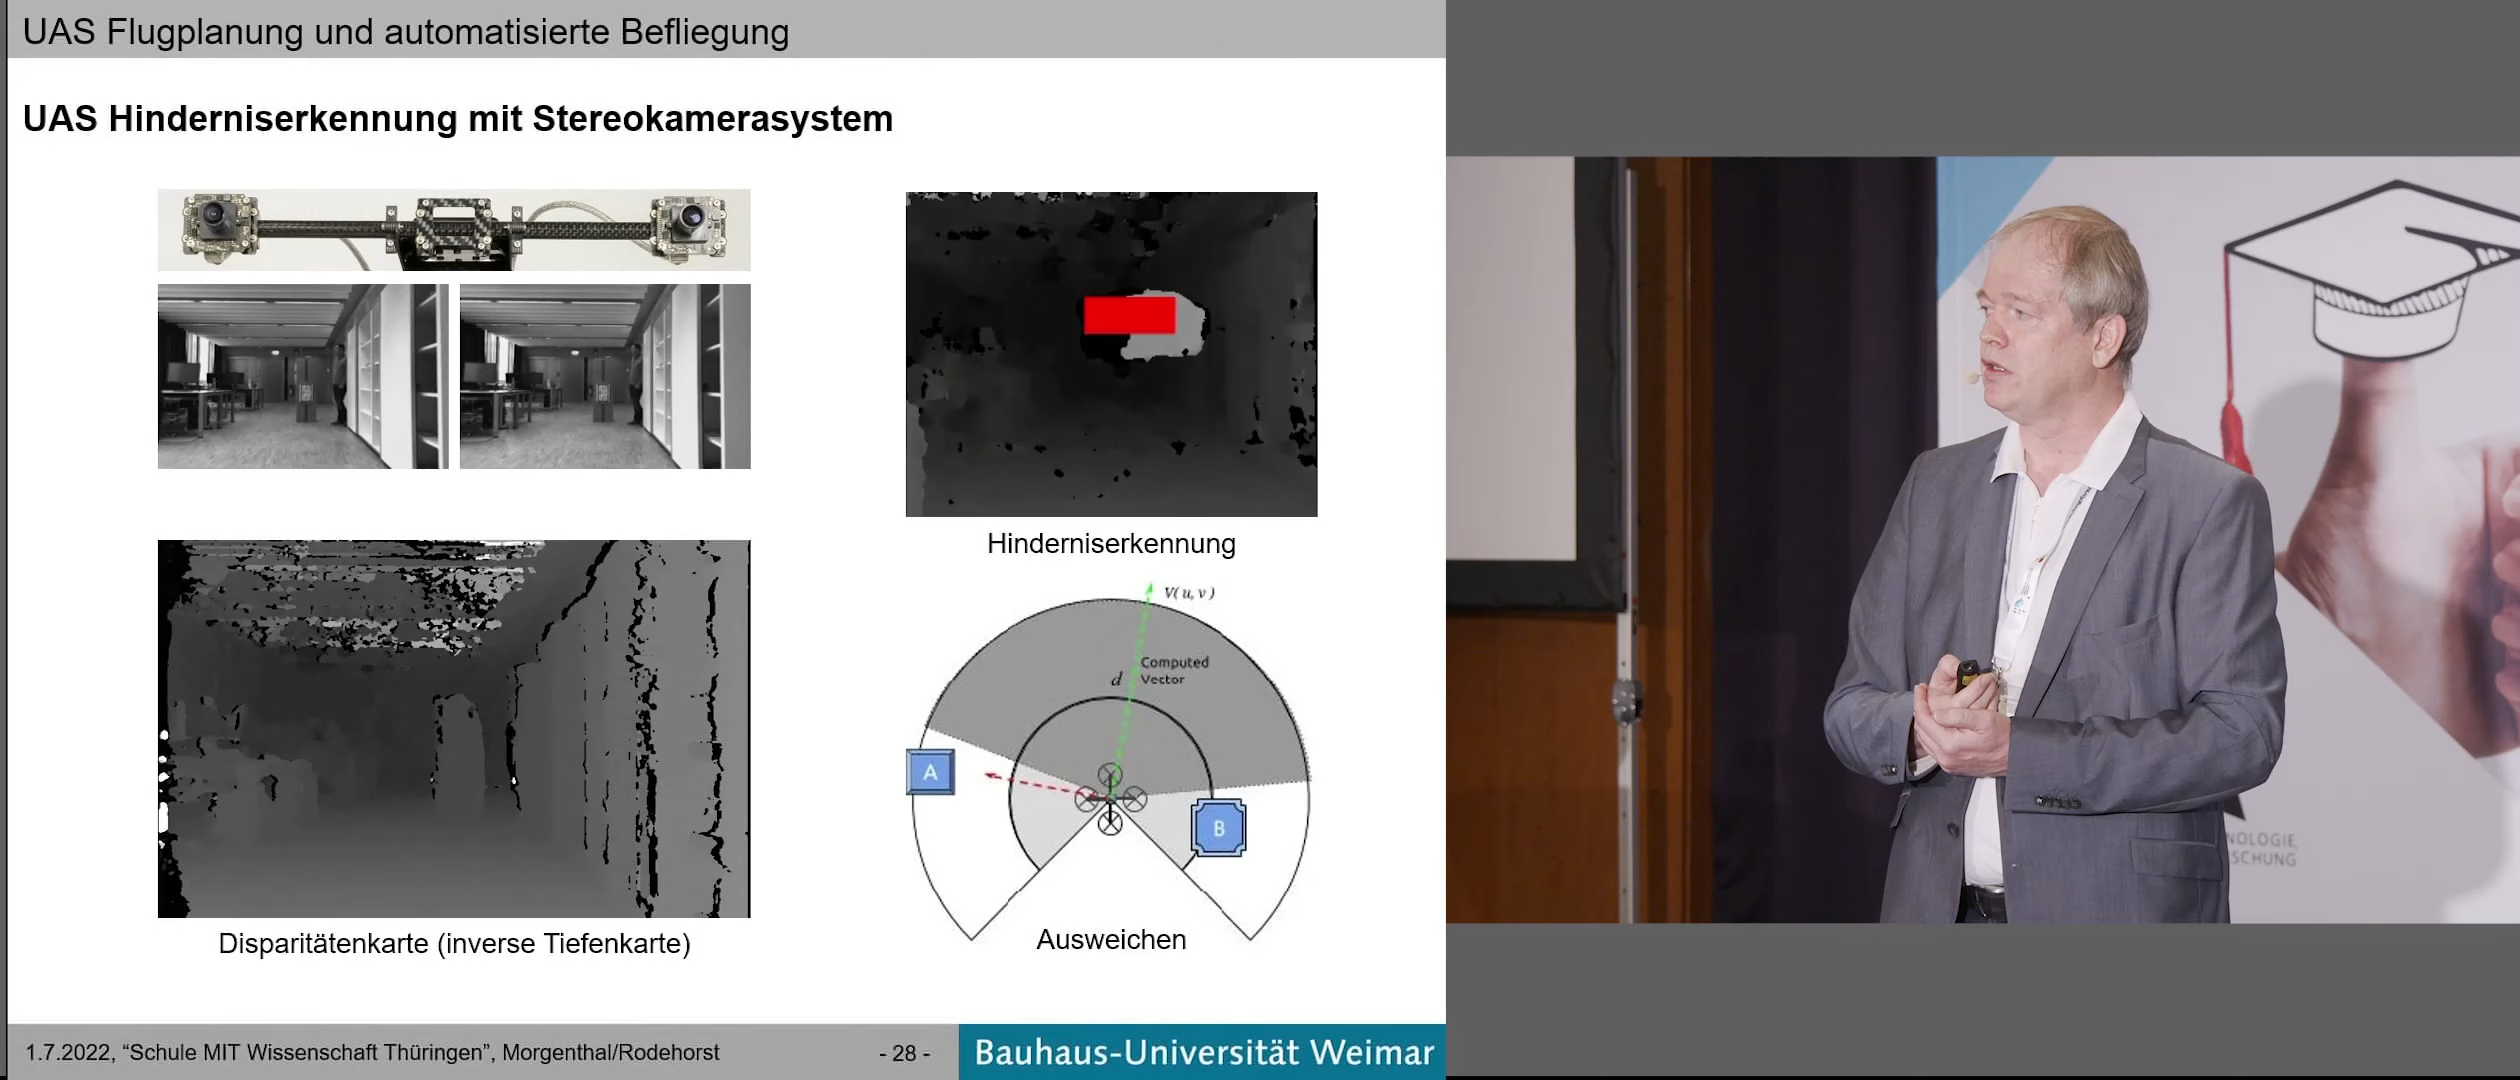 UAS Flugplanung und automatisierte Befliegung
UAS Hinderniserkennung mit Stereokamerasystem
Hinderniserkennung
V(u, v)
Computed
d Vector
A
B
Disparitätenkarte (inverse Tiefenkarte)
Ausweichen
1.7.2022, “Schule MIT Wissenschaft Thüringen”, Morgenthal/Rodehorst
- 28 -
Bauhaus-Universität Weimar
NOLOGIE,
SCHUNG